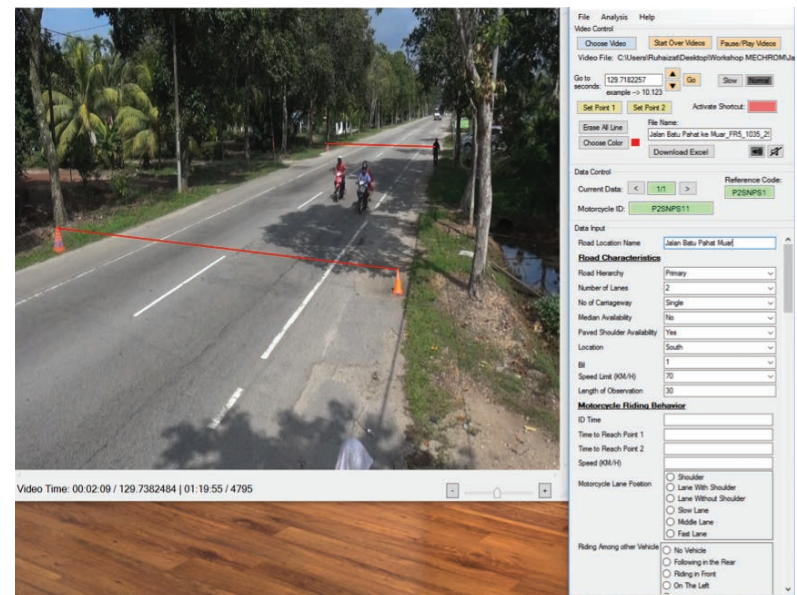 File Analysis Help
Video Control
Choose Video Start Over Videos Pause/Play Videos
Video File: C:\Users\Ruhaizat\Desktop\Workshop MECHROM\Ja
Go to seconds: 129.7182257 Go Slow Normal
example --> 10.123
Set Point 1 Set Point 2 Activate Shortcut:
Erase All Line File Name:
Jalan Batu Pahat ke Muar_FR5_1035_2
Choose Color Download Excel
Data Control
Reference Code:
Current Data: < 1/1 > P2SNPS1
Motorcycle ID: P2SNPS11
Data Input
Road Location Name Jalan Batu Pahat Muar
Road Characteristics
Road Hierarchy Primary
Number of Lanes 2
No of Carriageway Single
Median Availability No
Paved Shoulder Availability Yes
Location South
Bil 1
Speed Limit (KM/H) 70
Length of Observation 30
Motorcycle Riding Behavior
ID Time
Time to Reach Point 1
Time to Reach Point 2
Speed (KM/H)
Motorcycle Lane Position Shoulder
Lane With Shoulder
Lane Without Shoulder
Slow Lane
Middle Lane
Fast Lane
Riding Among other Vehicle No Vehicle
Following in the Rear
Riding in Front
On The Left
Video Time: 00:02:09 / 129.7382484 | 01:19:55 / 4795 - +